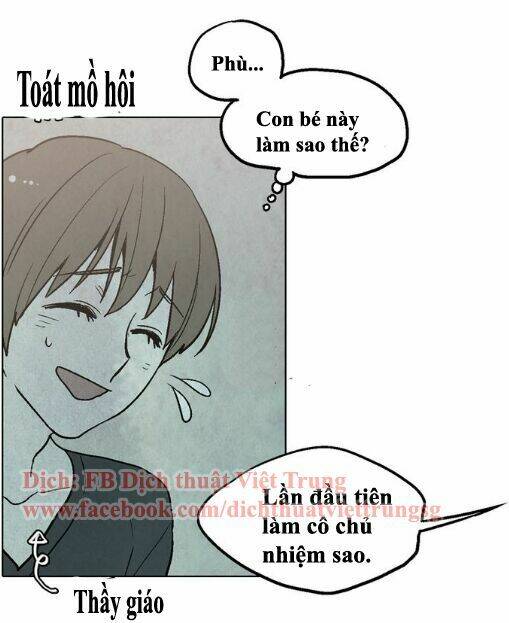 Toát mồ hôi
Phù...
Con bé này
làm sao thế?
Dịch: FB Dịch thuật Việt Trung
www.facebook.com/dichthuatviettrungsg
Lần đầu tiên
làm cô chủ
nhiệm sao.
Thầy giáo